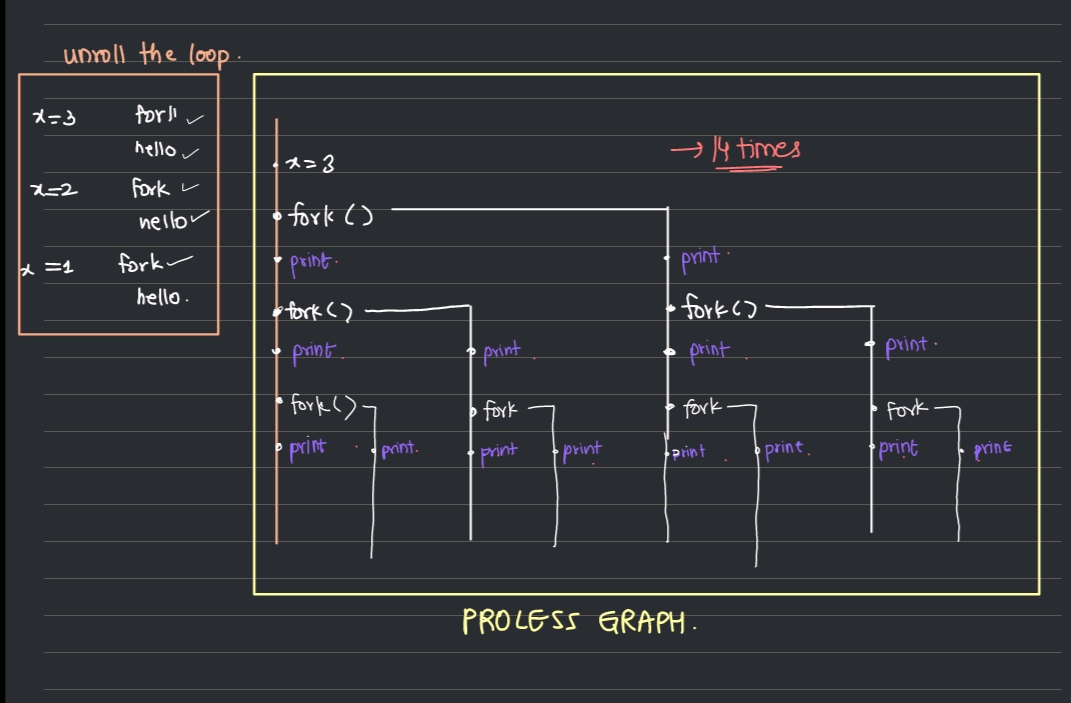 unroll the loop.
x=3 fork
hello
x=2 fork
hello
x=1 fork
hello.
x=3
→ 14 times
fork()
print. print.
fork() fork()
print. print. print. print.
fork() fork fork fork
print. print. print print. print. print. print. print
PROCESS GRAPH.